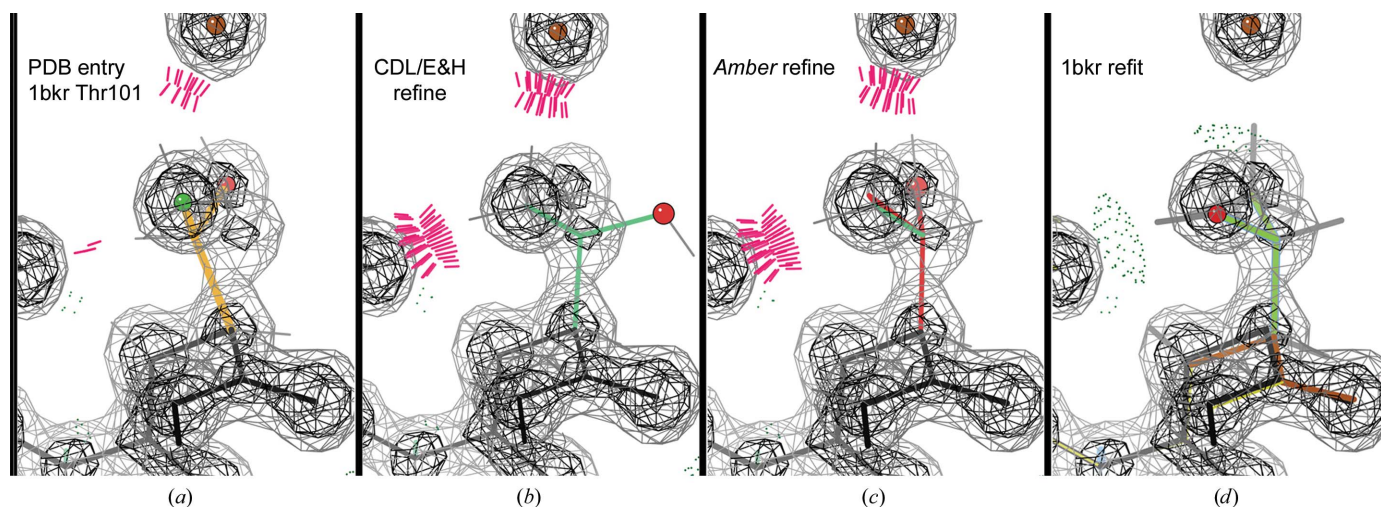 PDB entry
1bkr Thr101
CDL/E&H
refine
Amber refine
1bkr refit
(a)
(b)
(c)
(d)